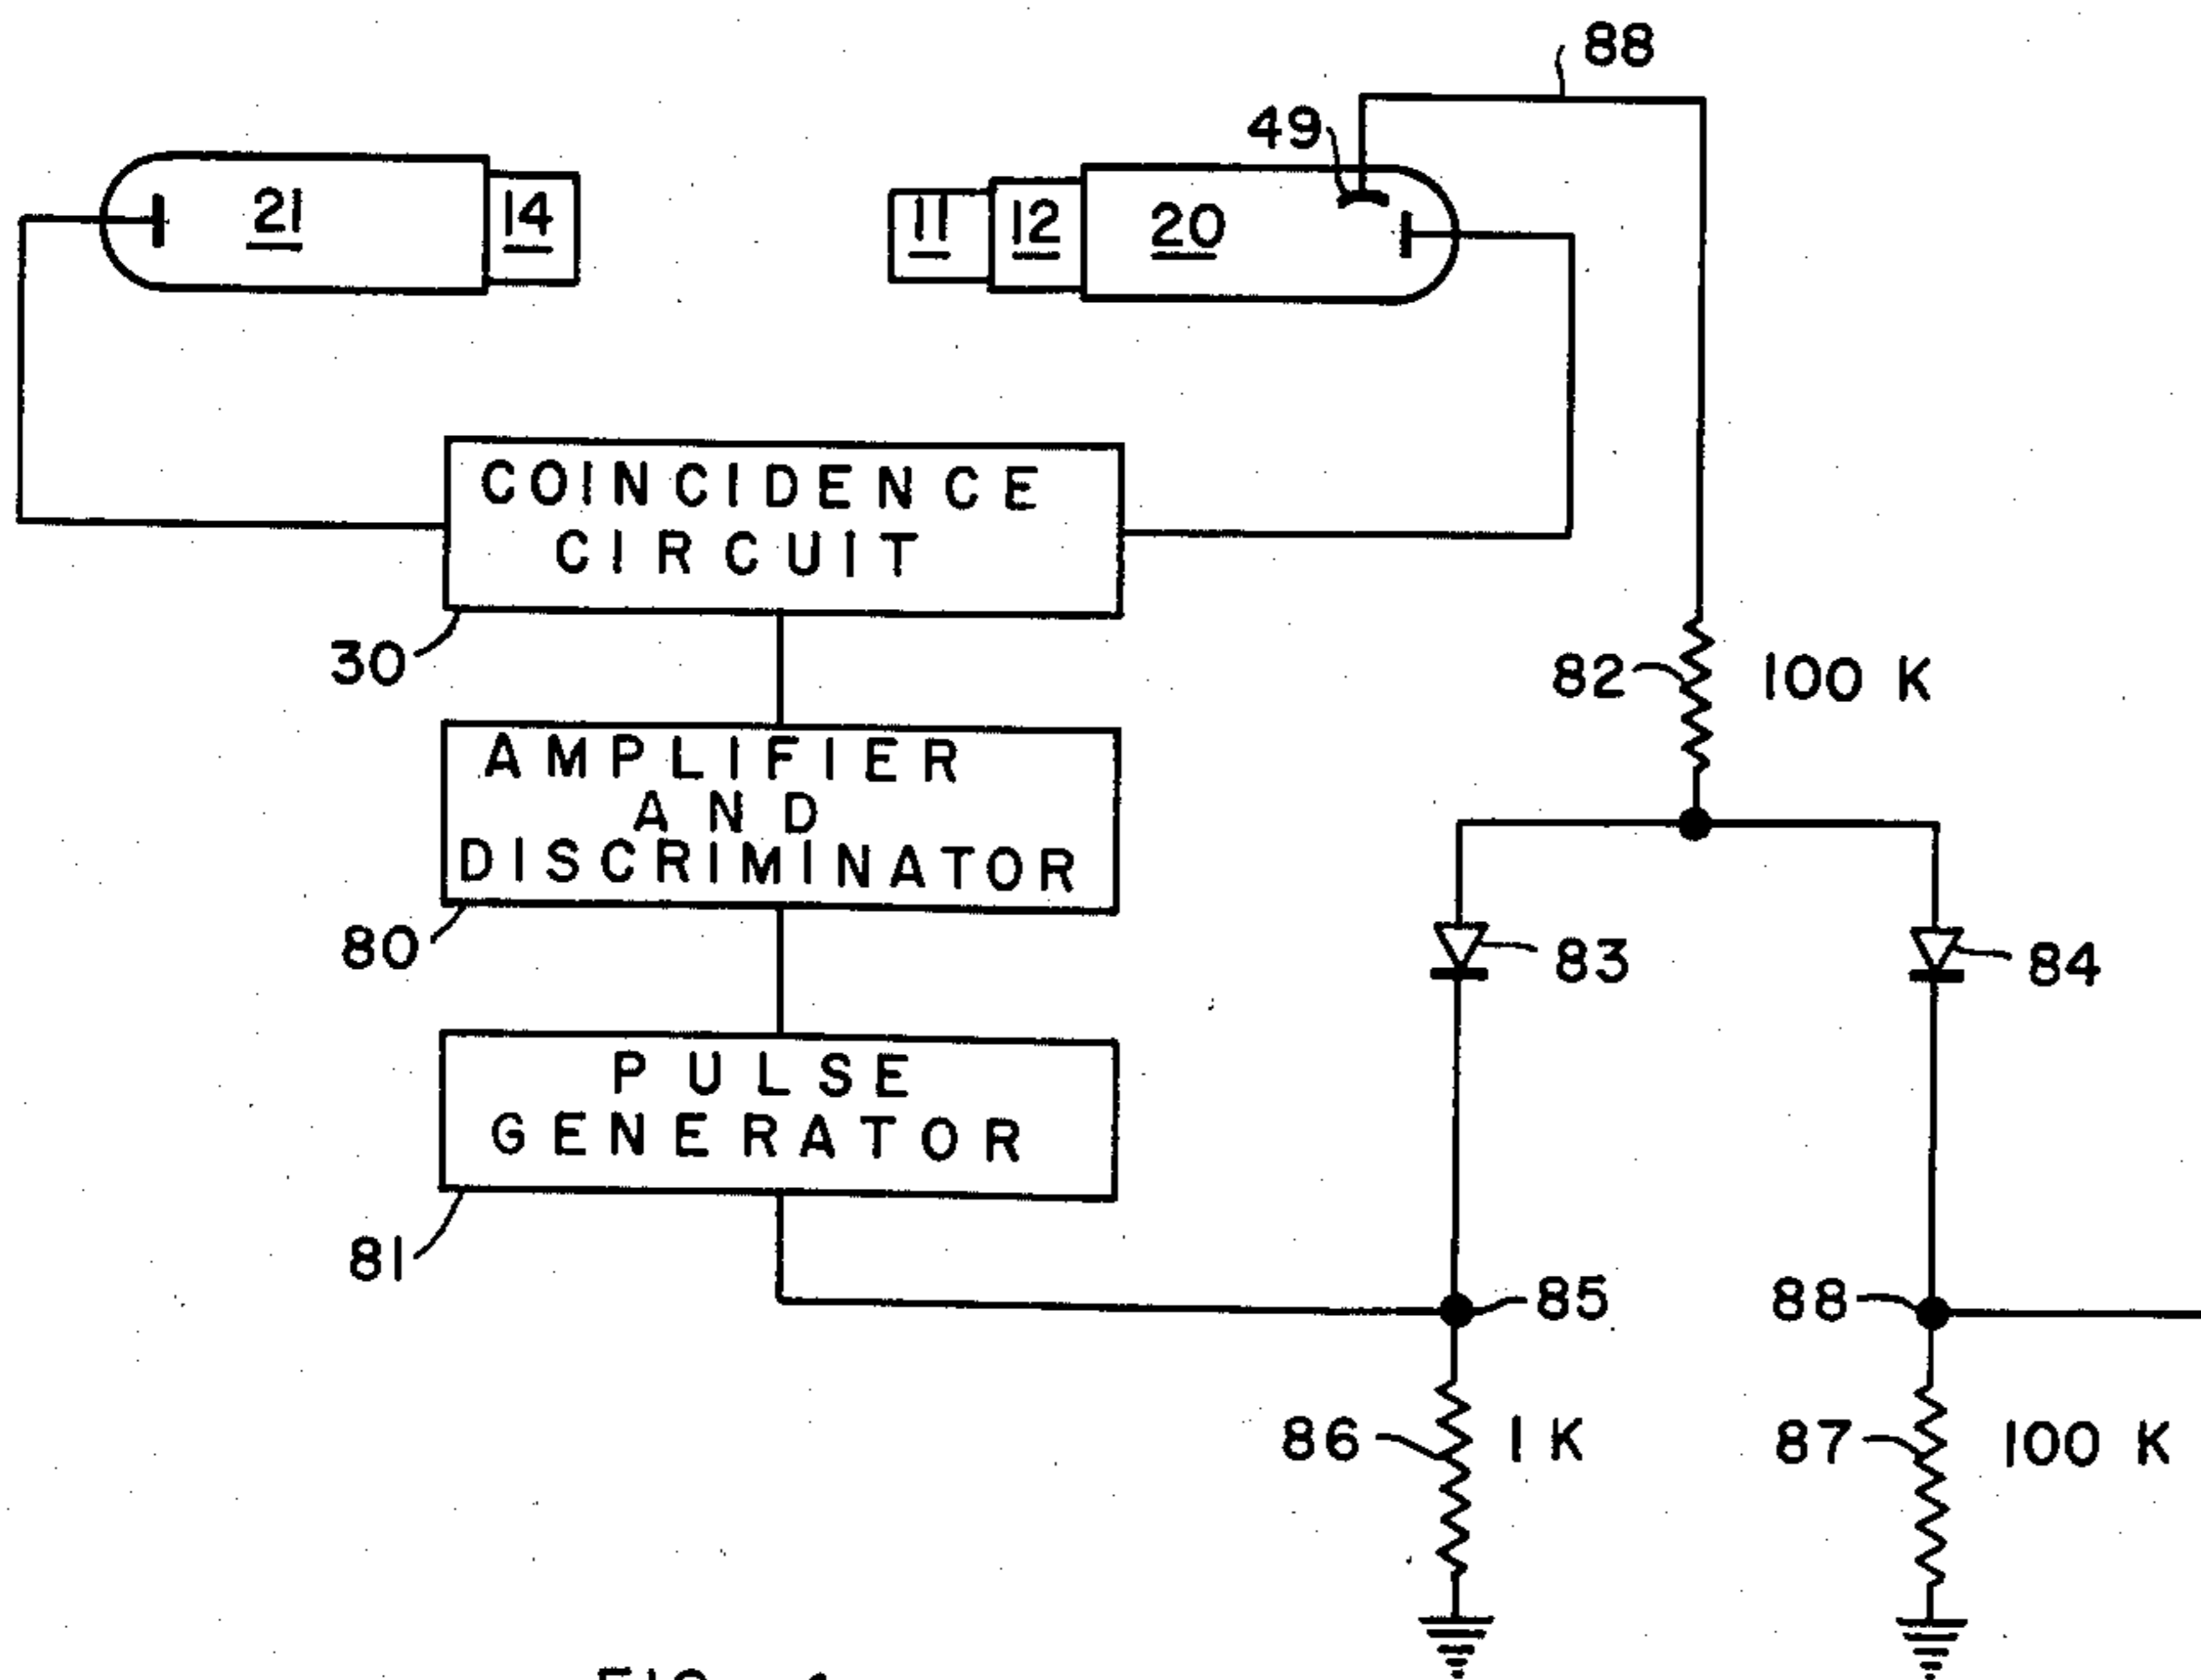 88
49
21
14
11
12
20
COINCIDENCE
CIRCUIT
30
82
100 K
AMPLIFIER
AND
DISCRIMINATOR
80
83
84
PULSE
GENERATOR
81
85
88
86
1 K
87
100 K